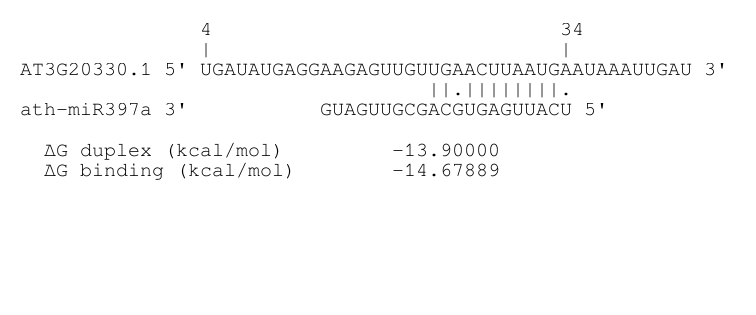 4 34
| |
AT3G20330.1 5' UGAUAUGAGGAAGAGUUGUUGAACUUAAUGAAUAAAUUGAU 3'
||.||||||||.
ath-miR397a 3' GUAGUUGCGACGUGAGUUACU 5'
ΔG duplex (kcal/mol) -13.90000
ΔG binding (kcal/mol) -14.67889